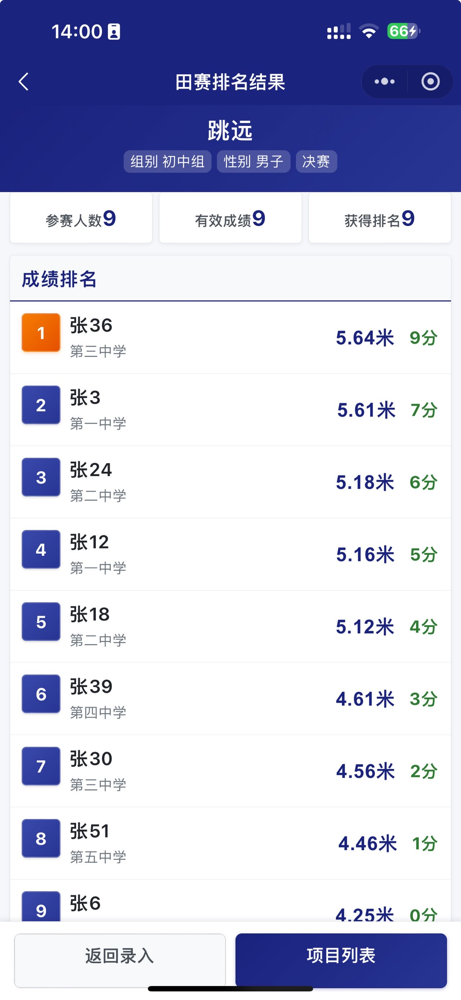 14:00
66
田赛排名结果
跳远
组别 初中组 性别 男子 决赛
参赛人数9 有效成绩9 获得排名9
成绩排名
1 张36 5.64米 9分
第三中学
2 张3 5.61米 7分
第一中学
3 张24 5.18米 6分
第二中学
4 张12 5.16米 5分
第一中学
5 张18 5.12米 4分
第二中学
6 张39 4.61米 3分
第四中学
7 张30 4.56米 2分
第三中学
8 张51 4.46米 1分
第五中学
9 张6 4.25米 0分
返回录入 项目列表